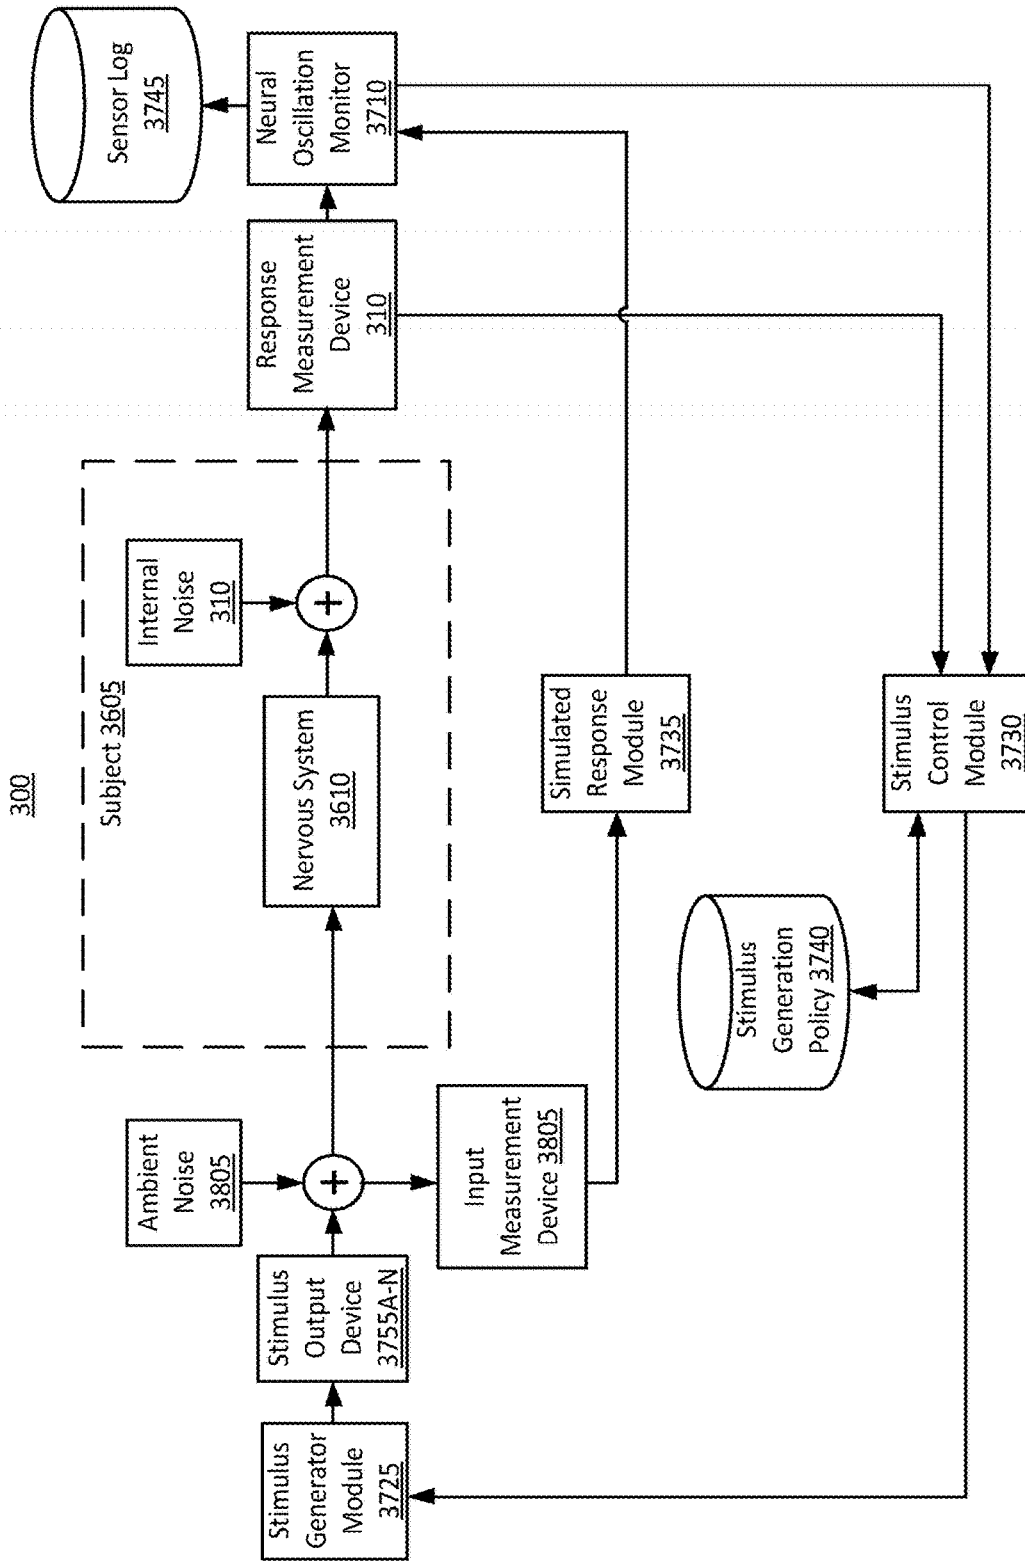 300
Subject 3605
Ambient Noise
3805
Internal
Noise
310
Sensor Log
3745
Stimulus
Generator
Module
3725
Stimulus
Output
Device
3755A-N
Nervous System
3610
Response
Measurement
Device
310
Neural
Oscillation
Monitor
3710
Input
Measurement
Device 3805
Simulated
Response
Module
3735
Stimulus
Generation
Policy 3740
Stimulus
Control
Module
3730